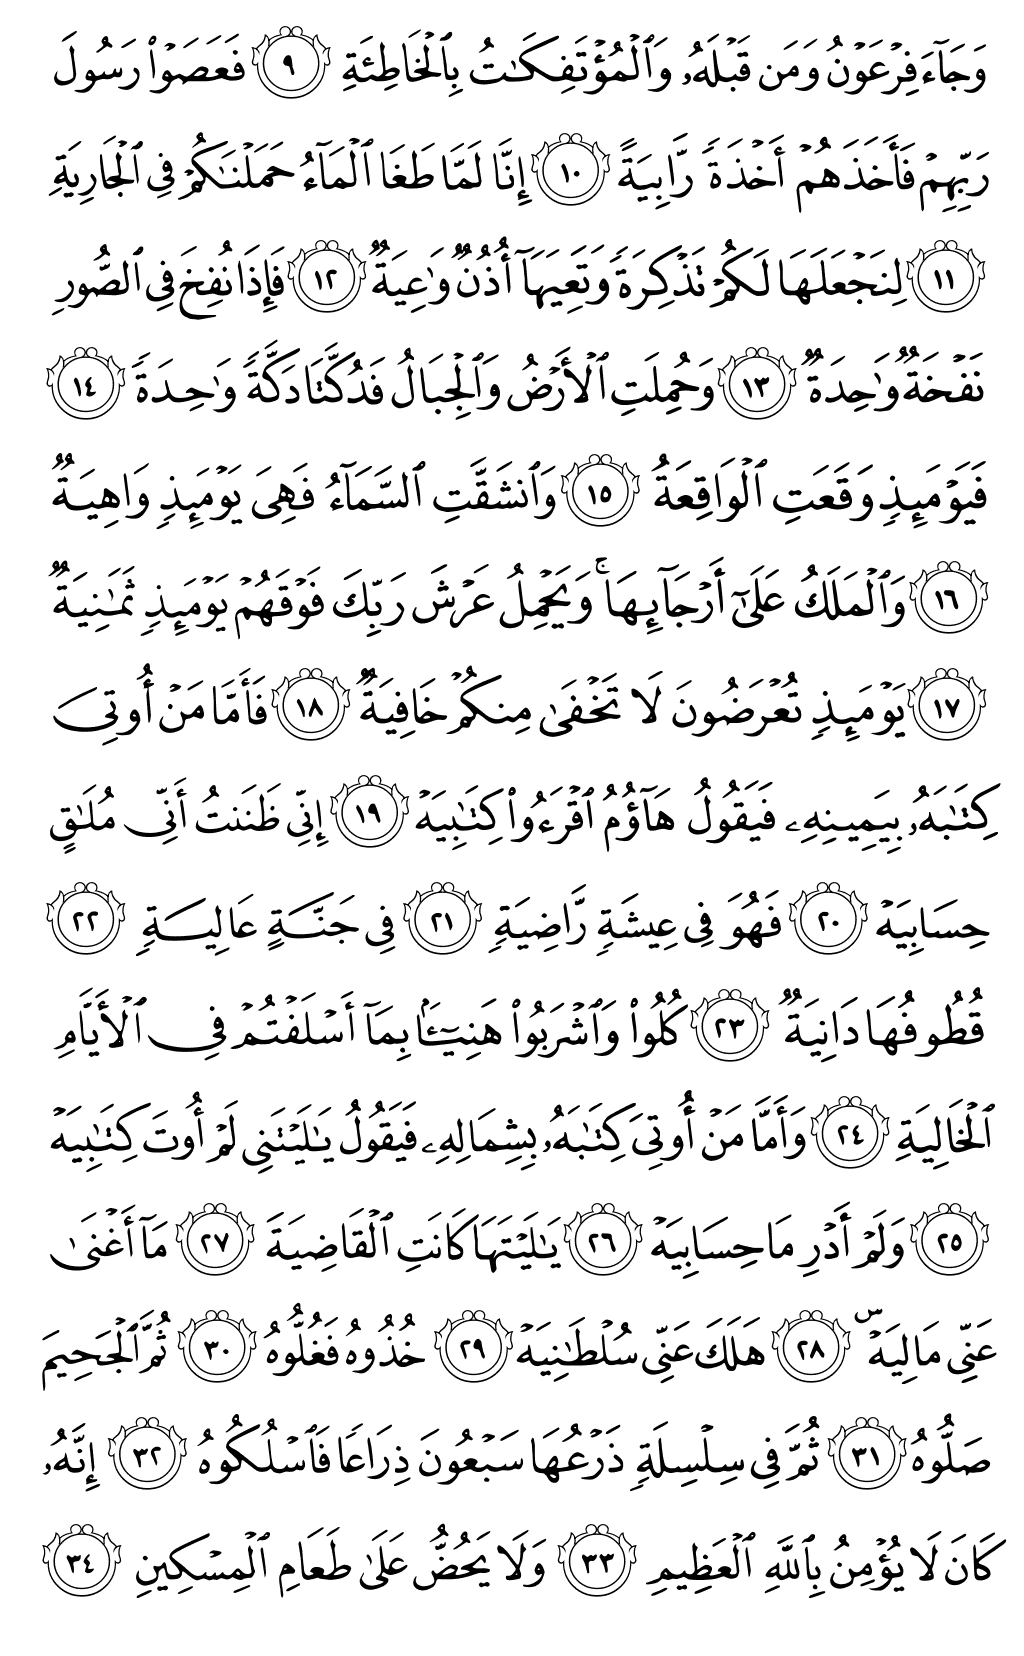 وَجَآءَ فِرۡعَوۡنُ وَمَن قَبۡلَهُۥ وَٱلۡمُؤۡتَفِكَٰتُ بِٱلۡخَاطِئَةِ ٩ فَعَصَوۡاْ رَسُولَ
رَبِّهِمۡ فَأَخَذَهُمۡ أَخۡذَةٗ رَّابِيَةً ١٠ إِنَّا لَمَّا طَغَا ٱلۡمَآءُ حَمَلۡنَٰكُمۡ فِي ٱلۡجَارِيَةِ
١١ لِنَجۡعَلَهَا لَكُمۡ تَذۡكِرَةٗ وَتَعِيَهَآ أُذُنٞ وَٰعِيَةٞ ١٢ فَإِذَا نُفِخَ فِي ٱلصُّورِ
نَفۡخَةٞ وَٰحِدَةٞ ١٣ وَحُمِلَتِ ٱلۡأَرۡضُ وَٱلۡجِبَالُ فَدُكَّتَا دَكَّةٗ وَٰحِدَةٗ ١٤
فَيَوۡمَئِذٖ وَقَعَتِ ٱلۡوَاقِعَةُ ١٥ وَٱنشَقَّتِ ٱلسَّمَآءُ فَهِيَ يَوۡمَئِذٖ وَاهِيَةٞ
١٦ وَٱلۡمَلَكُ عَلَىٰٓ أَرۡجَآئِهَاۚ وَيَحۡمِلُ عَرۡشَ رَبِّكَ فَوۡقَهُمۡ يَوۡمَئِذٖ ثَمَٰنِيَةٞ
١٧ يَوۡمَئِذٖ تُعۡرَضُونَ لَا تَخۡفَىٰ مِنكُمۡ خَافِيَةٞ ١٨ فَأَمَّا مَنۡ أُوتِيَ
كِتَٰبَهُۥ بِيَمِينِهِۦ فَيَقُولُ هَآؤُمُ ٱقۡرَءُواْ كِتَٰبِيَهۡ ١٩ إِنِّي ظَنَنتُ أَنِّي مُلَٰقٍ
حِسَابِيَهۡ ٢٠ فَهُوَ فِي عِيشَةٖ رَّاضِيَةٖ ٢١ فِي جَنَّةٍ عَالِيَةٖ ٢٢
قُطُوفُهَا دَانِيَةٞ ٢٣ كُلُواْ وَٱشۡرَبُواْ هَنِيٓـَٔۢا بِمَآ أَسۡلَفۡتُمۡ فِي ٱلۡأَيَّامِ
ٱلۡخَالِيَةِ ٢٤ وَأَمَّا مَنۡ أُوتِيَ كِتَٰبَهُۥ بِشِمَالِهِۦ فَيَقُولُ يَٰلَيۡتَنِي لَمۡ أُوتَ كِتَٰبِيَهۡ
٢٥ وَلَمۡ أَدۡرِ مَا حِسَابِيَهۡ ٢٦ يَٰلَيۡتَهَا كَانَتِ ٱلۡقَاضِيَةَ ٢٧ مَآ أَغۡنَىٰ
عَنِّي مَالِيَهۡۜ ٢٨ هَلَكَ عَنِّي سُلۡطَٰنِيَهۡ ٢٩ خُذُوهُ فَغُلُّوهُ ٣٠ ثُمَّ ٱلۡجَحِيمَ
صَلُّوهُ ٣١ ثُمَّ فِي سِلۡسِلَةٖ ذَرۡعُهَا سَبۡعُونَ ذِرَاعٗا فَٱسۡلُكُوهُ ٣٢ إِنَّهُۥ
كَانَ لَا يُؤۡمِنُ بِٱللَّهِ ٱلۡعَظِيمِ ٣٣ وَلَا يَحُضُّ عَلَىٰ طَعَامِ ٱلۡمِسۡكِينِ ٣٤